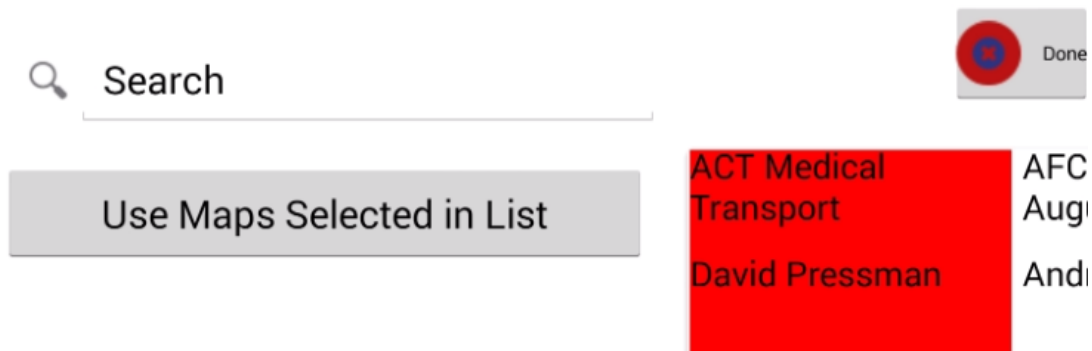 Search
Done
Use Maps Selected in List
ACT Medical
Transport
David Pressman
AFC